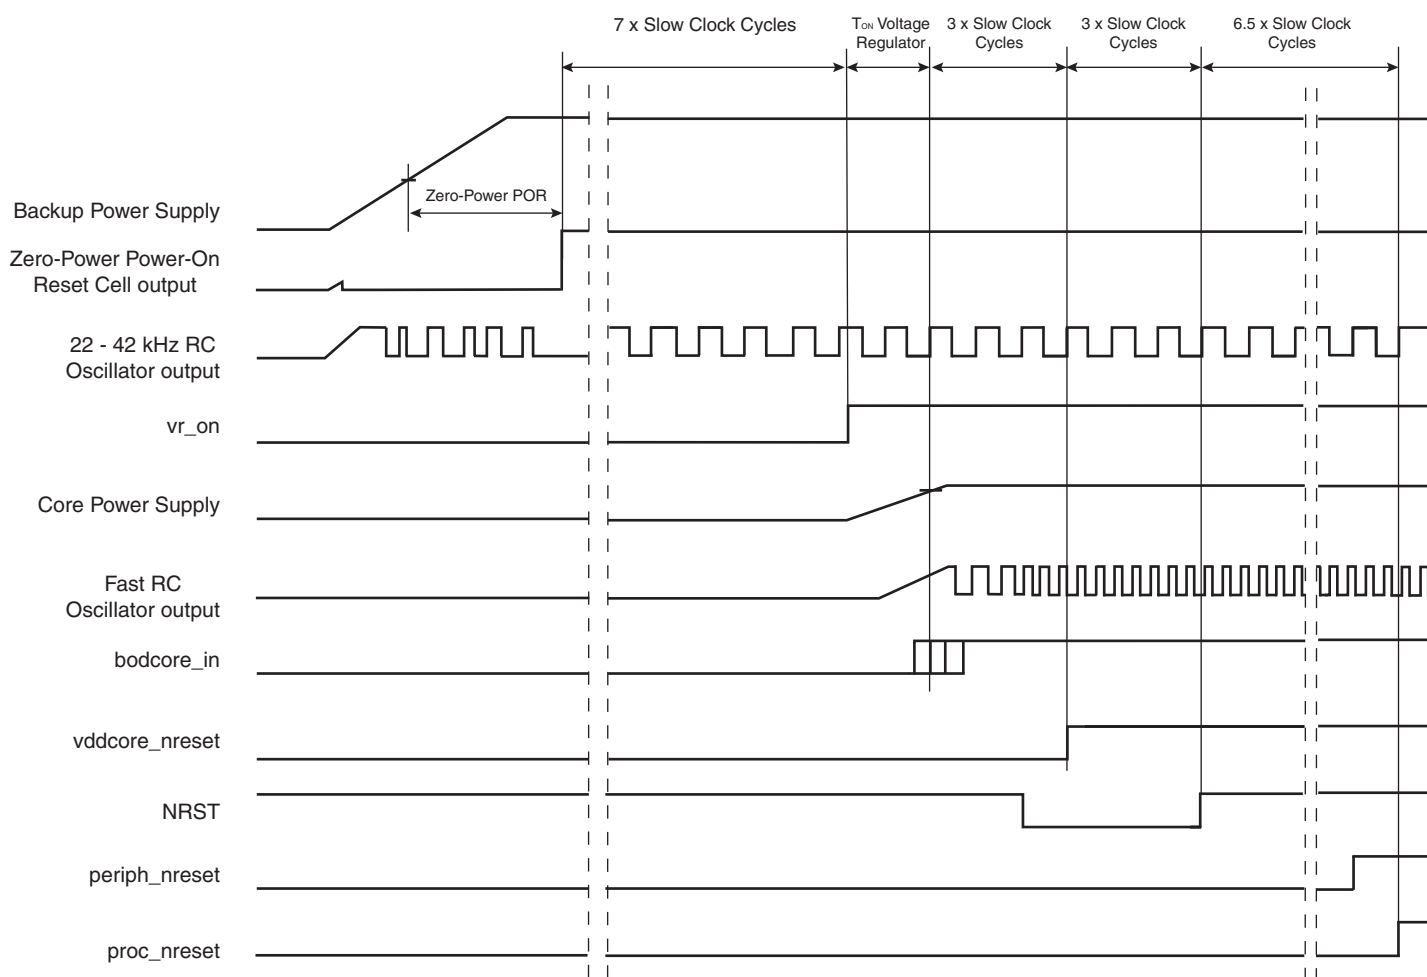 7 x Slow Clock Cycles
TON Voltage
Regulator
3 x Slow Clock
Cycles
3 x Slow Clock
Cycles
6.5 x Slow Clock
Cycles
Zero-Power POR
Backup Power Supply
Zero-Power Power-On
Reset Cell output
22 - 42 kHz RC
Oscillator output
vr_on
Core Power Supply
Fast RC
Oscillator output
bodcore_in
vddcore_nreset
NRST
periph_nreset
proc_nreset